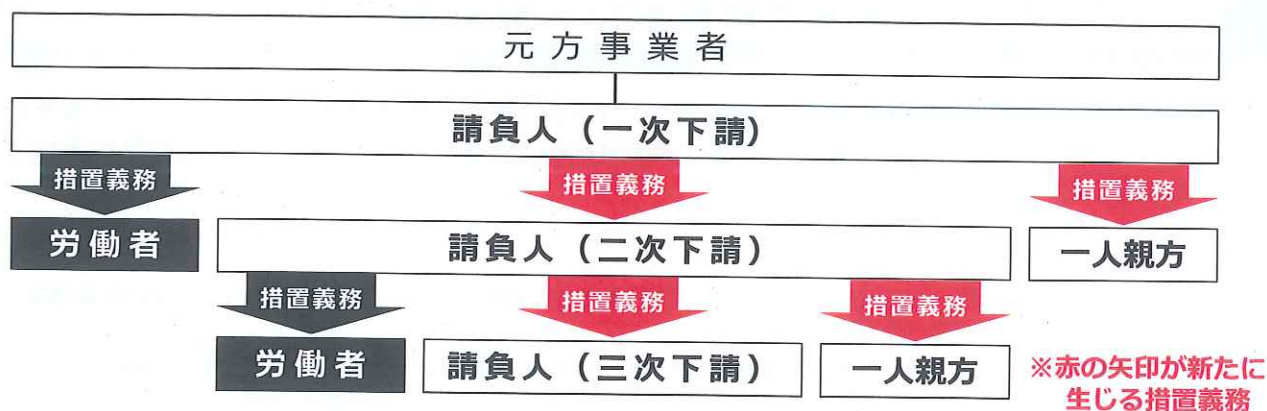 元方事業者
請負人（一次下請）
措置義務
措置義務
措置義務
労働者
請負人（二次下請）
一人親方
措置義務
措置義務
措置義務
労働者
請負人（三次下請）
一人親方
※赤の矢印が新たに
生じる措置義務